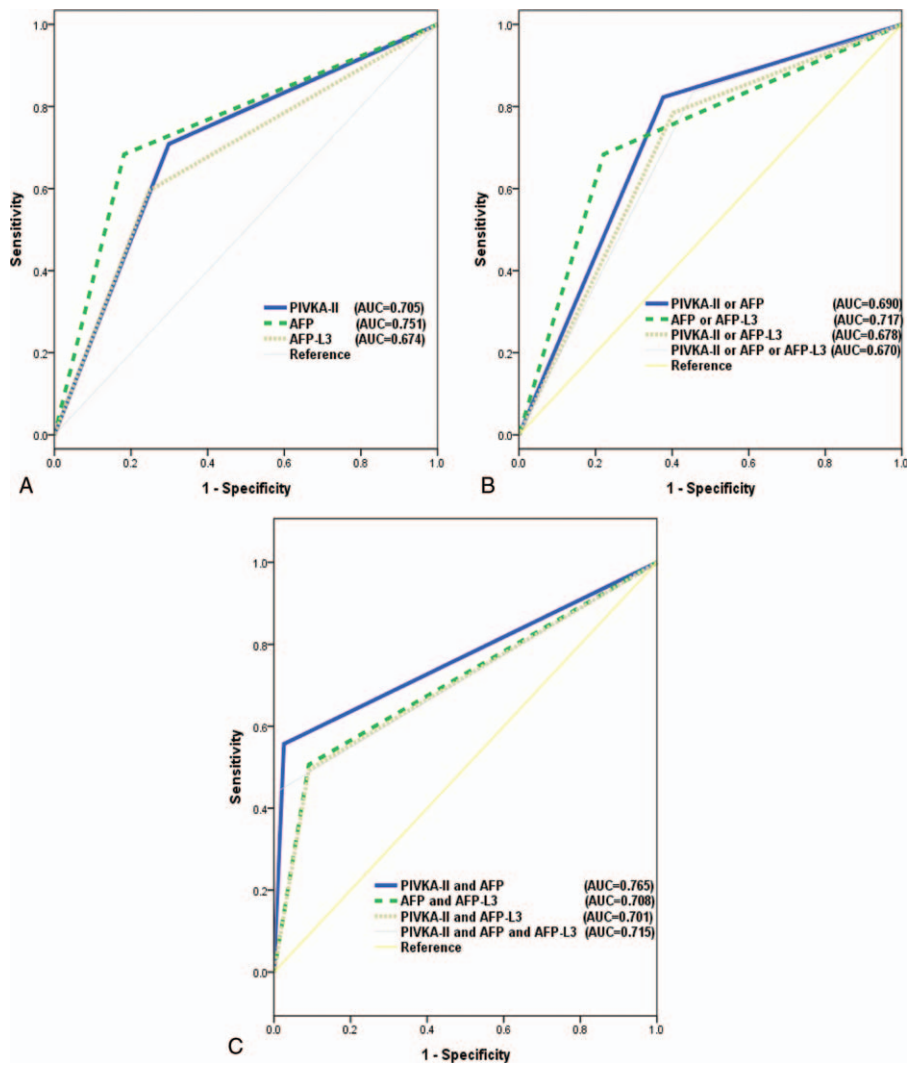 1.0
0.8
0.6
0.4
0.2
0.0
Sensitivity
PIVKA-II (AUC=0.705)
AFP (AUC=0.751)
AFP-L3 (AUC=0.674)
Reference
0.0 0.2 0.4 0.6 0.8 1.0
1 - Specificity
A
1.0
0.8
0.6
0.4
0.2
0.0
Sensitivity
PIVKA-II or AFP (AUC=0.690)
AFP or AFP-L3 (AUC=0.717)
PIVKA-II or AFP-L3 (AUC=0.678)
PIVKA-II or AFP or AFP-L3 (AUC=0.670)
Reference
0.0 0.2 0.4 0.6 0.8 1.0
1 - Specificity
B
1.0
0.8
0.6
0.4
0.2
0.0
Sensitivity
PIVKA-II and AFP (AUC=0.765)
AFP and AFP-L3 (AUC=0.708)
PIVKA-II and AFP-L3 (AUC=0.701)
PIVKA-II and AFP and AFP-L3 (AUC=0.715)
Reference
0.0 0.2 0.4 0.6 0.8 1.0
1 - Specificity
C